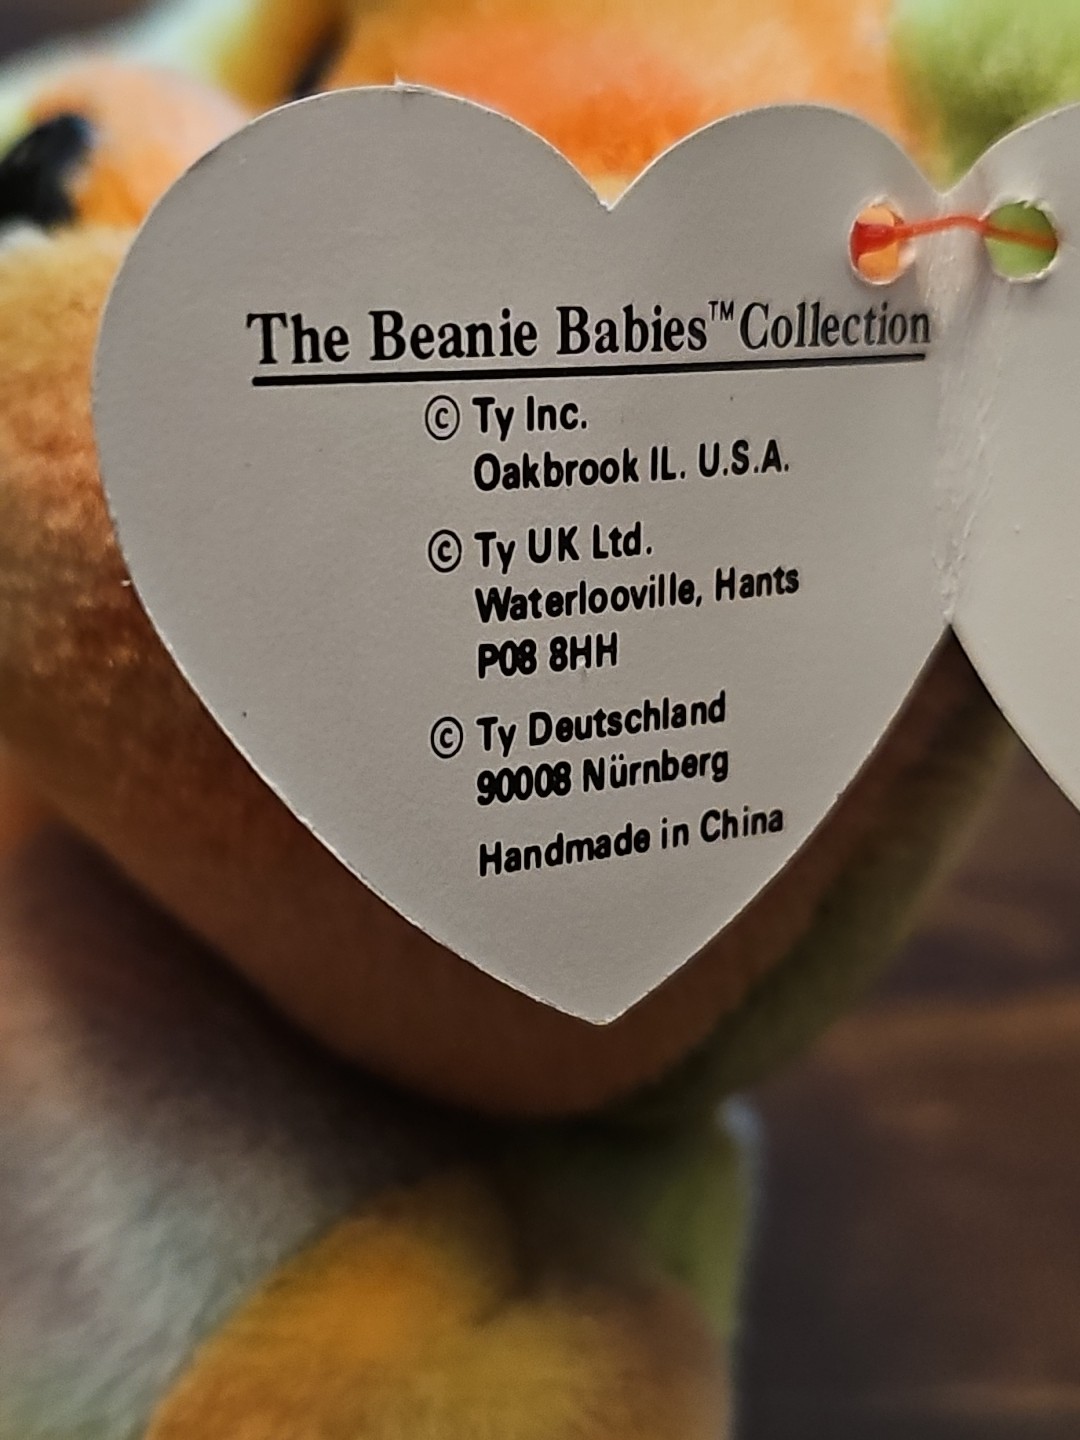 The Beanie Babies™ Collection
© Ty Inc.
Oakbrook IL. U.S.A.
© Ty UK Ltd.
Waterlooville, Hants
P08 8HH
© Ty Deutschland
90008 Nürnberg
Handmade in China